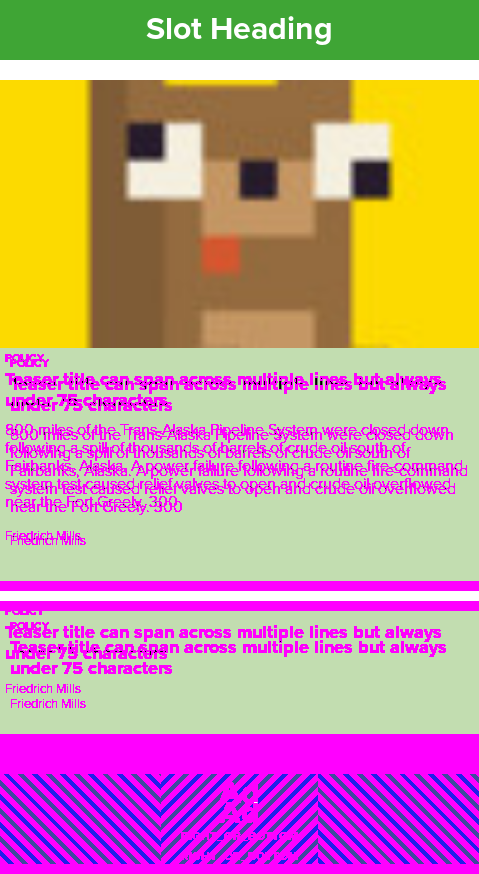 Slot Heading
POLICY
Teaser title can span across multiple lines but always
under 75 characters
800 miles of the Trans-Alaska Pipeline System were closed down
following a spill of thousands of barrels of crude oil south of
Fairbanks, Alaska. A power failure following a routine fire-command
system test caused relief valves to open and crude oil overflowed
near the Fort Greely. 300
Friedrich Mills
POLICY
Teaser title can span across multiple lines but always
under 75 characters
Friedrich Mills
Ad